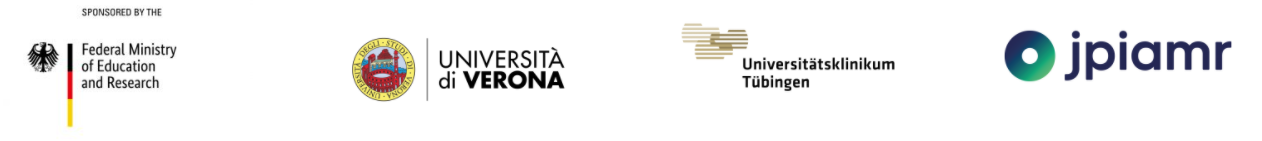 SPONSORED BY THE
Federal Ministry
of Education
and Research
UNIVERSITÀ
di VERONA
Universitätsklinikum
Tübingen
jpiamr